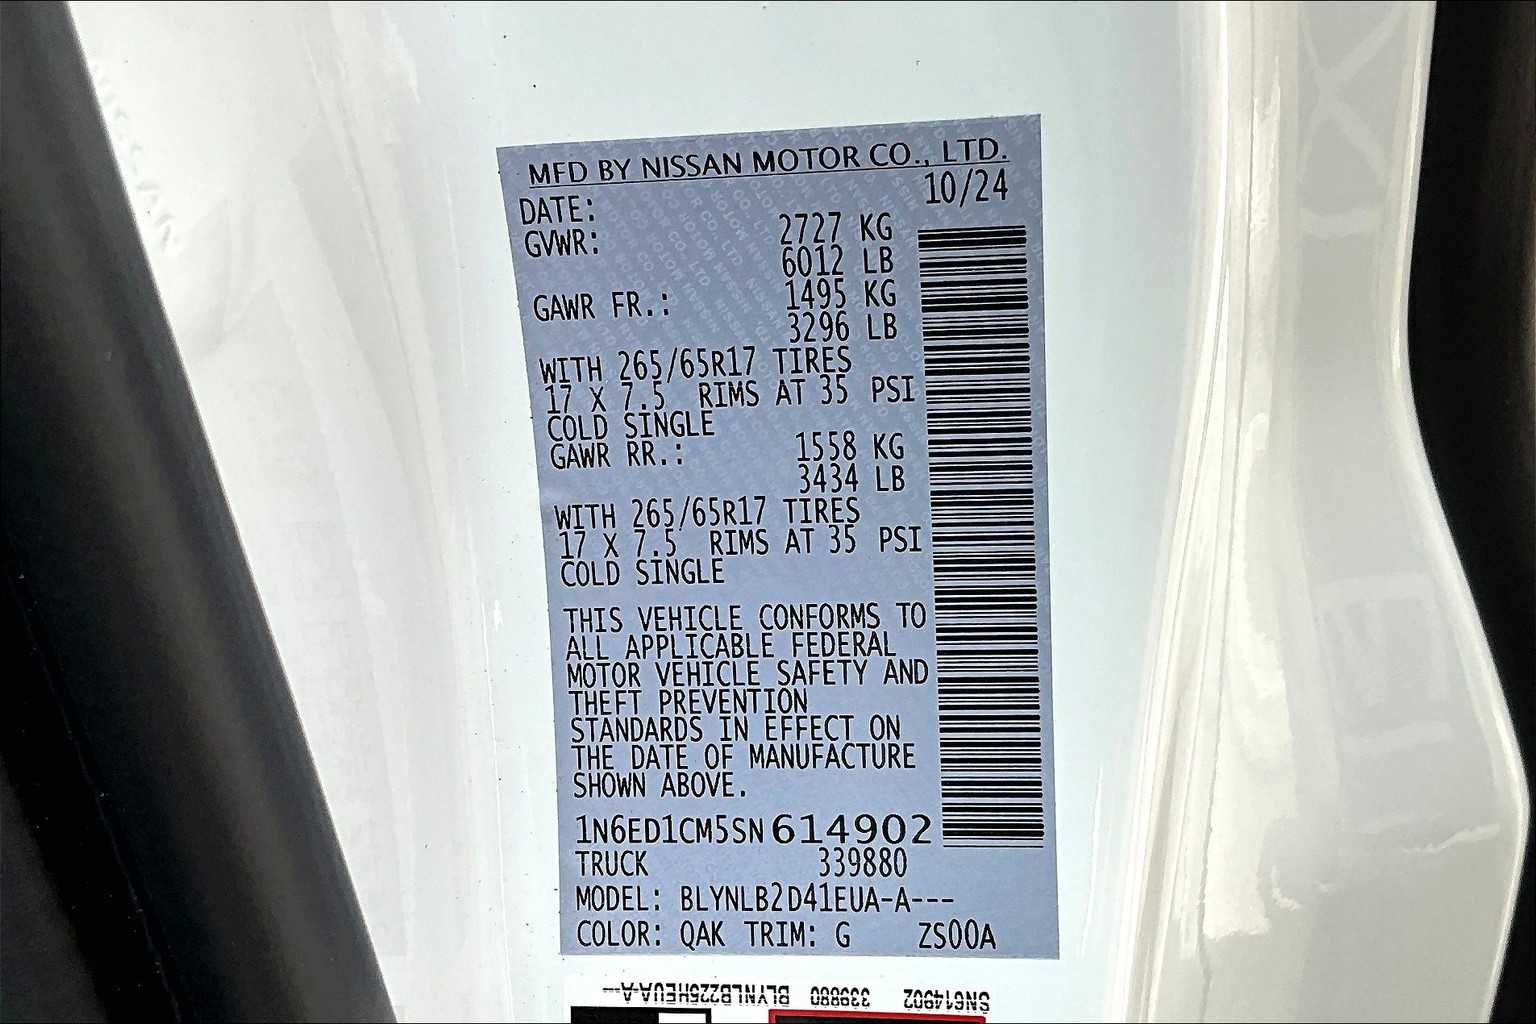 MFD BY NISSAN MOTOR CO., LTD.
DATE: 10/24
GVWR: 2727 KG
6012 LB
GAWR FR.: 1495 KG
3296 LB
WITH 265/65R17 TIRES
17 X 7.5 RIMS AT 35 PSI
COLD SINGLE
GAWR RR.: 1558 KG
3434 LB
WITH 265/65R17 TIRES
17 X 7.5 RIMS AT 35 PSI
COLD SINGLE
THIS VEHICLE CONFORMS TO
ALL APPLICABLE FEDERAL
MOTOR VEHICLE SAFETY AND
THEFT PREVENTION
STANDARDS IN EFFECT ON
THE DATE OF MANUFACTURE
SHOWN ABOVE.
1N6ED1CM5SN614902
TRUCK 339880
MODEL: BLYNLB2D41EUA-A---
COLOR: QAK TRIM: G ZS00A
SN614902 339880